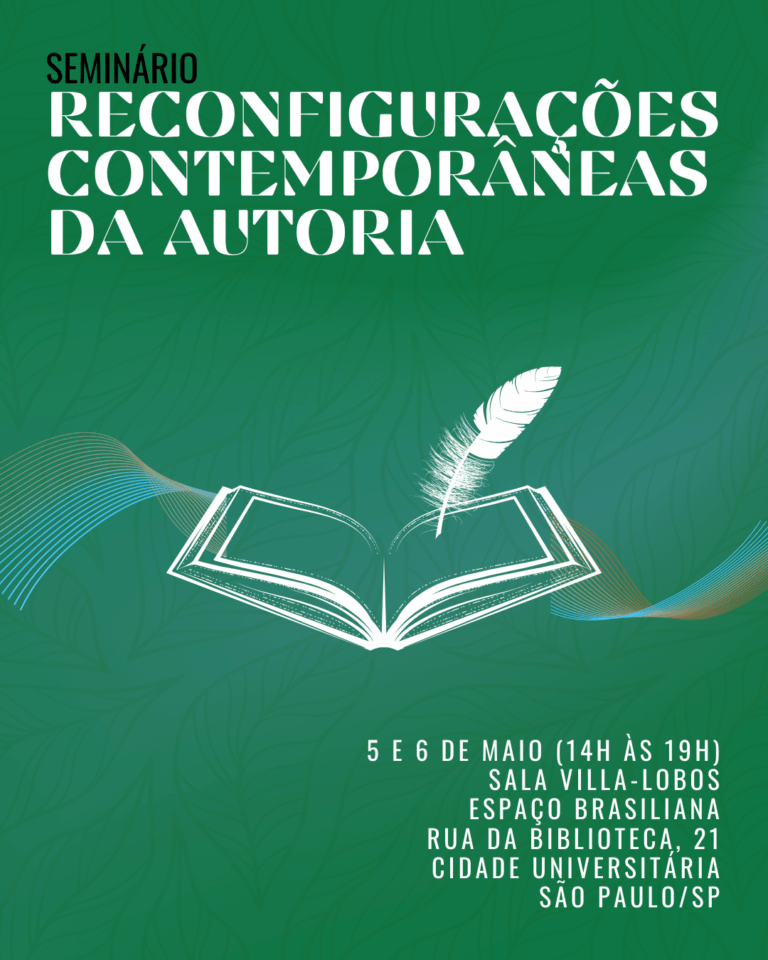 SEMINÁRIO
RECONFIGURAÇÕES
CONTEMPORÂNEAS
DA AUTORIA
5 E 6 DE MAIO (14H ÀS 19H)
SALA VILLA-LOBOS
ESPAÇO BRASILIANA
RUA DA BIBLIOTECA, 21
CIDADE UNIVERSITÁRIA
SÃO PAULO/SP